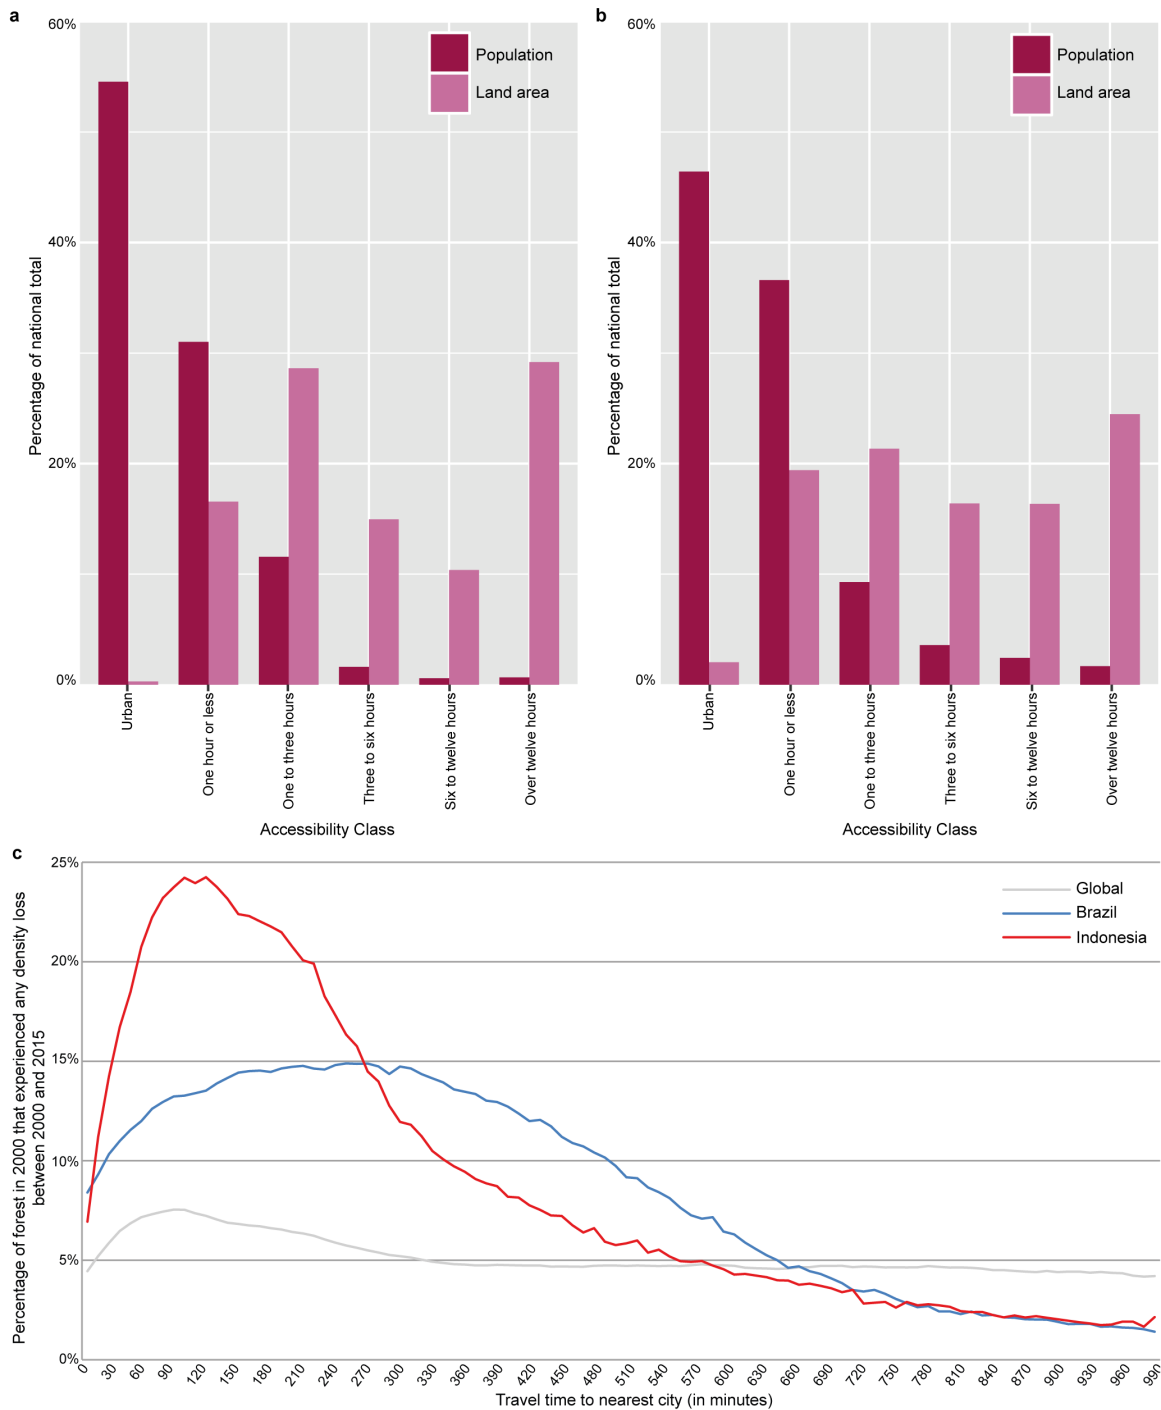 a
60%
40%
20%
0%
Percentage of national total
Population
Land area
Urban
One hour or less
One to three hours
Three to six hours
Six to twelve hours
Over twelve hours
Accessibility Class
b
60%
40%
20%
0%
Percentage of national total
Population
Land area
Urban
One hour or less
One to three hours
Three to six hours
Six to twelve hours
Over twelve hours
Accessibility Class
c
25%
20%
15%
10%
5%
0%
Percentage of forest in 2000 that experienced any density loss
between 2000 and 2015
Global
Brazil
Indonesia
0 30 60 90 120 150 180 210 240 270 300 330 360 390 420 450 480 510 540 570 600 630 660 690 720 750 780 810 840 870 900 930 960 990
Travel time to nearest city (in minutes)